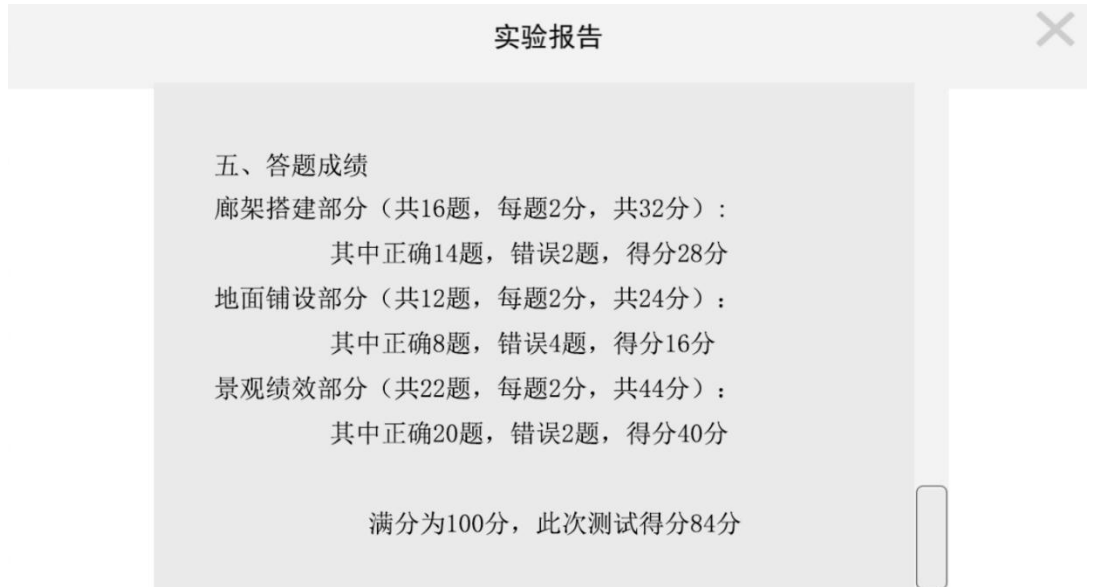 实验报告
五、答题成绩
廊架搭建部分（共16题，每题2分，共32分）:
其中正确14题，错误2题，得分28分
地面铺设部分（共12题，每题2分，共24分）：
其中正确8题，错误4题，得分16分
景观绩效部分（共22题，每题2分，共44分）：
其中正确20题，错误2题，得分40分
满分为100分，此次测试得分84分